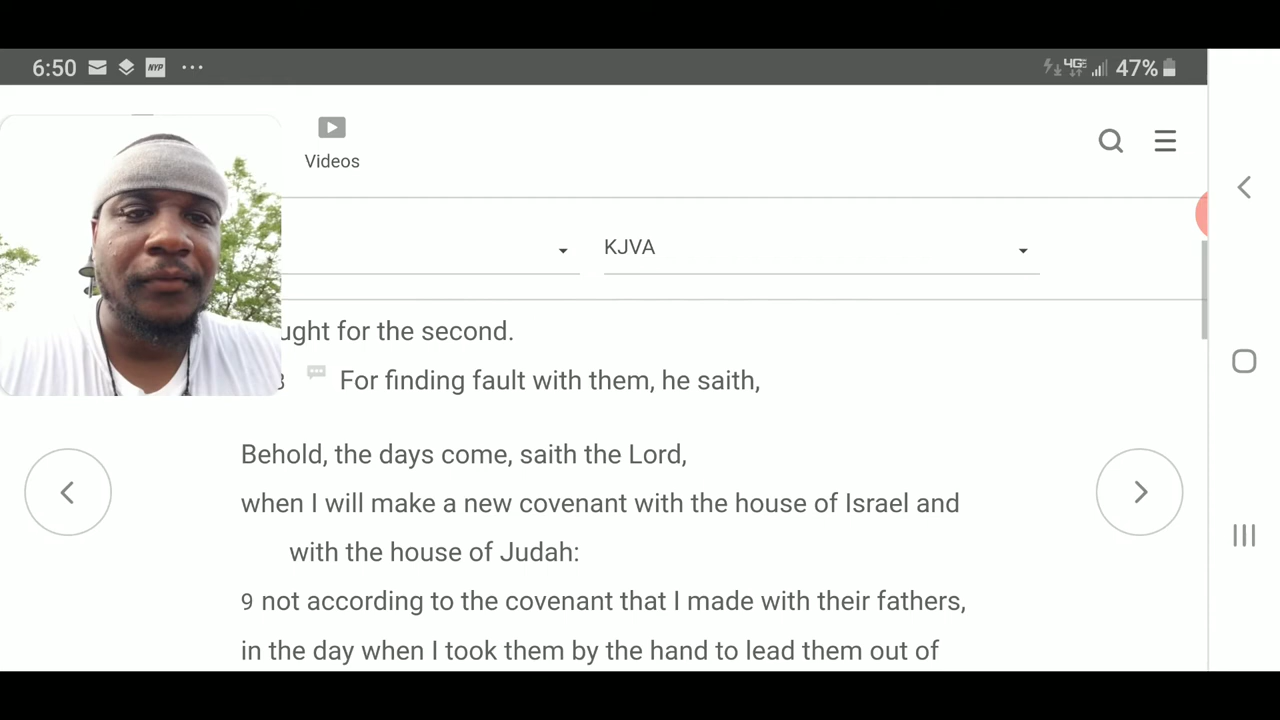 6:50 NYP ... 4GE 47%
Videos
KJVA
ught for the second.
For finding fault with them, he saith,
Behold, the days come, saith the Lord,
when I will make a new covenant with the house of Israel and
with the house of Judah:
9 not according to the covenant that I made with their fathers,
in the day when I took them by the hand to lead them out of